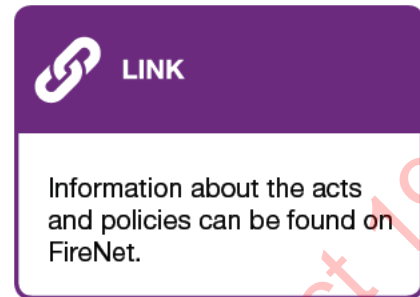 LINK
Information about the acts
and policies can be found on
FireNet.